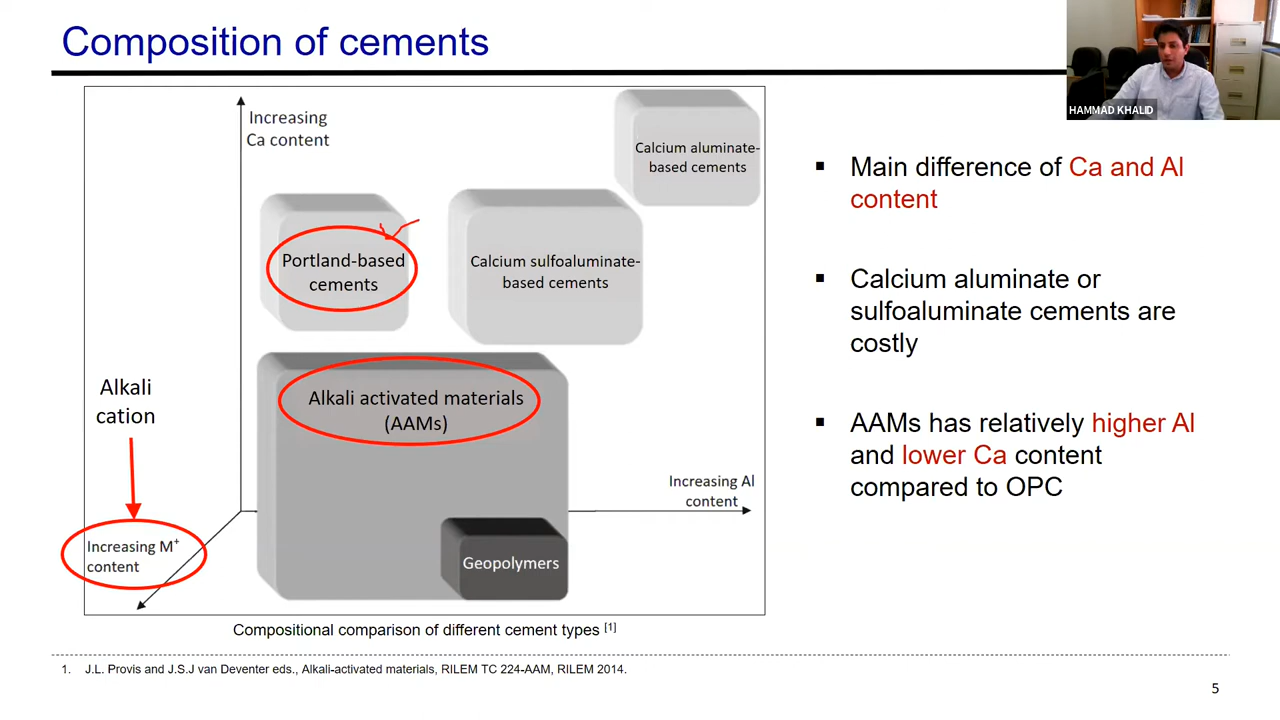 Composition of cements
HAMMAD KHALID
Increasing
Ca content
Calcium aluminate-
based cements
Portland-based
cements
Calcium sulfoaluminate-
based cements
Alkali
cation
Alkali activated materials
(AAMs)
Increasing Al
content
Increasing M⁺
content
Geopolymers
Compositional comparison of different cement types [1]
▪ Main difference of Ca and Al
content
▪ Calcium aluminate or
sulfoaluminate cements are
costly
▪ AAMs has relatively higher Al
and lower Ca content
compared to OPC
1. J.L. Provis and J.S.J van Deventer eds., Alkali-activated materials, RILEM TC 224-AAM, RILEM 2014.
5